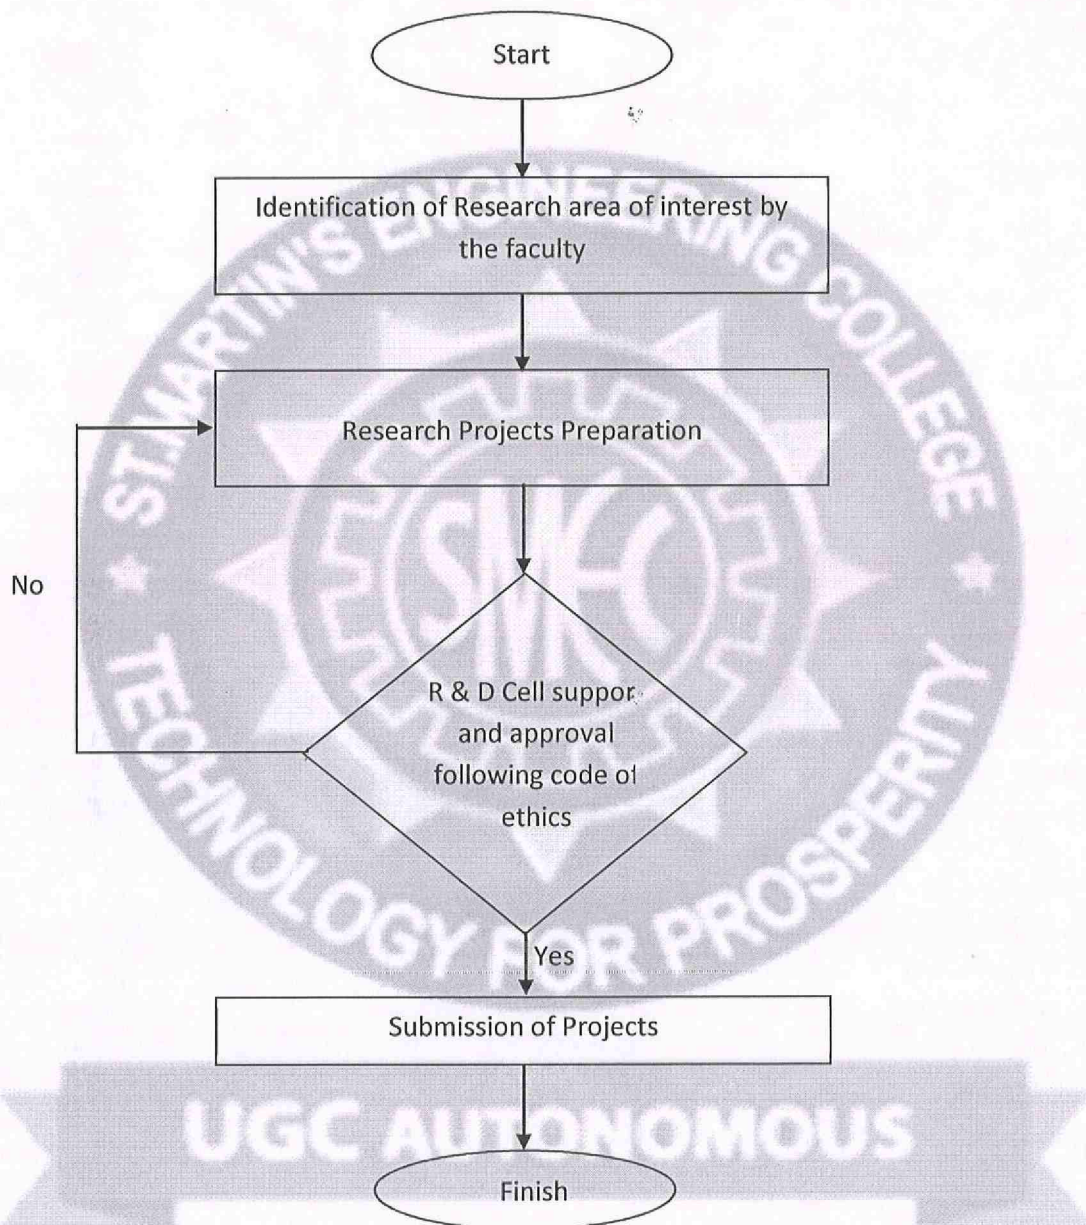 Start
Identification of Research area of interest by
the faculty
Research Projects Preparation
No
R & D Cell suppor
and approval
following code of
ethics
Yes
Submission of Projects
Finish
ST.MARTIN'S ENGINEERING COLLEGE
SMEC
TECHNOLOGY FOR PROSPERITY
UGC AUTONOMOUS